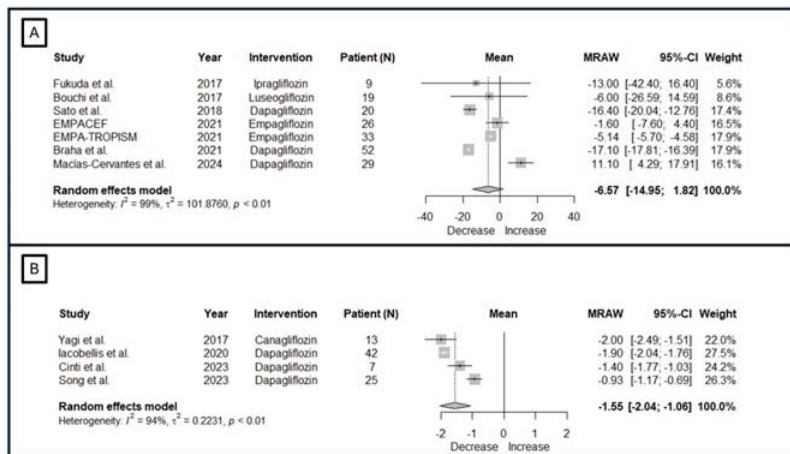 A
Study Year Intervention Patient (N) Mean MRAW 95%-CI Weight
Fukuda et al. 2017 Ipragliflozin 9 -13.00 [-42.40; 16.40] 5.6%
Bouchi et al. 2017 Luseogliflozin 19 -6.00 [-26.59; 14.59] 8.6%
Sato et al. 2018 Dapagliflozin 20 -16.40 [-20.04; -12.76] 17.4%
EMPACEF 2021 Empagliflozin 26 -1.60 [ -7.60; 4.40] 16.5%
EMPA-TROPISM 2021 Empagliflozin 33 -5.14 [ -5.70; -4.58] 17.9%
Braha et al. 2021 Dapagliflozin 52 -17.10 [-17.81; -16.39] 17.9%
Macías-Cervantes et al. 2024 Dapagliflozin 29 11.10 [ 4.29; 17.91] 16.1%
Random effects model -6.57 [-14.95; 1.82] 100.0%
Heterogeneity: I² = 99%, τ² = 101.8760, p < 0.01
-40 -20 0 20 40
Decrease Increase
B
Study Year Intervention Patient (N) Mean MRAW 95%-CI Weight
Yagi et al. 2017 Canagliflozin 13 -2.00 [-2.49; -1.51] 22.0%
Iacobellis et al. 2020 Dapagliflozin 42 -1.90 [-2.04; -1.76] 27.5%
Cinti et al. 2023 Dapagliflozin 7 -1.40 [-1.77; -1.03] 24.2%
Song et al. 2023 Dapagliflozin 25 -0.93 [-1.17; -0.69] 26.3%
Random effects model -1.55 [-2.04; -1.06] 100.0%
Heterogeneity: I² = 94%, τ² = 0.2231, p < 0.01
-2 -1 0 1 2
Decrease Increase